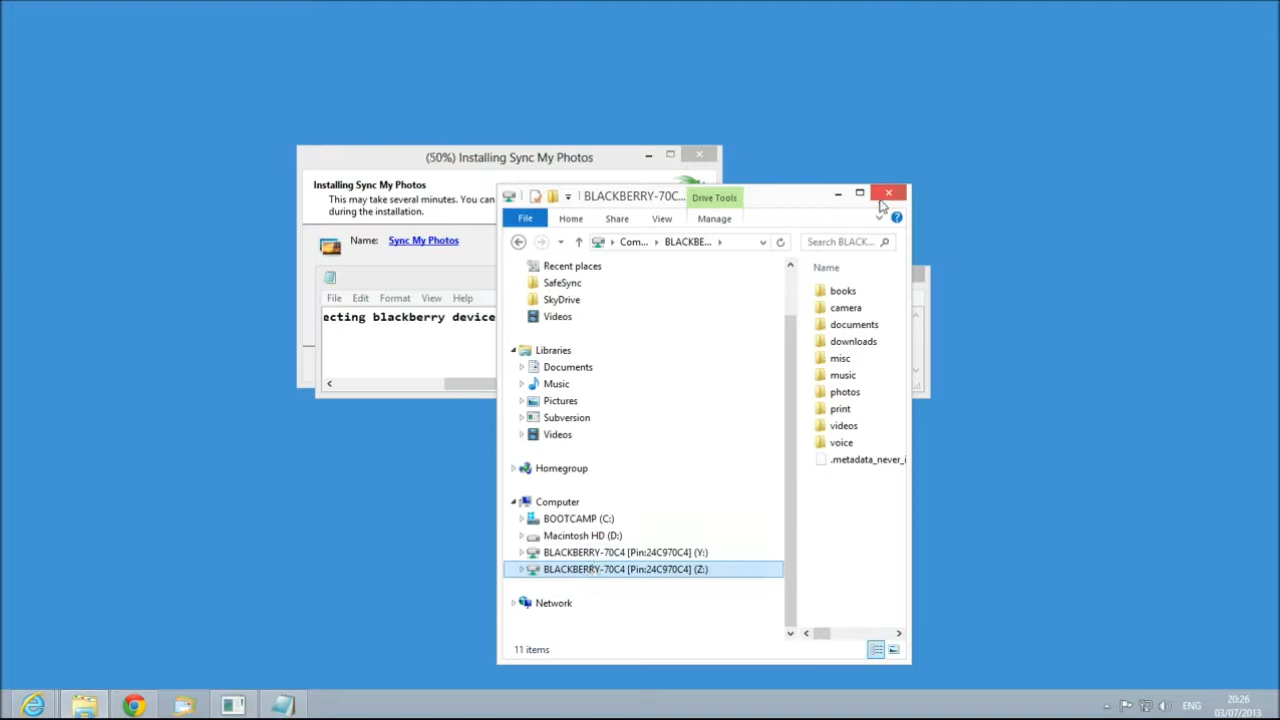 (50%) Installing Sync My Photos
Installing Sync My Photos
This may take several minutes. You can
during the installation.
Name: Sync My Photos
File Edit Format View Help
ecting blackberry device
BLACKBERRY-70C... Drive Tools
File Home Share View Manage
Com... BLACKBE... Search BLACK...
Recent places
SafeSync
SkyDrive
Videos
Libraries
Documents
Music
Pictures
Subversion
Videos
Homegroup
Computer
BOOTCAMP (C:)
Macintosh HD (D:)
BLACKBERRY-70C4 [Pin:24C970C4] (Y:)
BLACKBERRY-70C4 [Pin:24C970C4] (Z:)
Network
Name
books
camera
documents
downloads
misc
music
photos
print
videos
voice
.metadata_never_i
11 items
ENG
20:26
03/07/2013